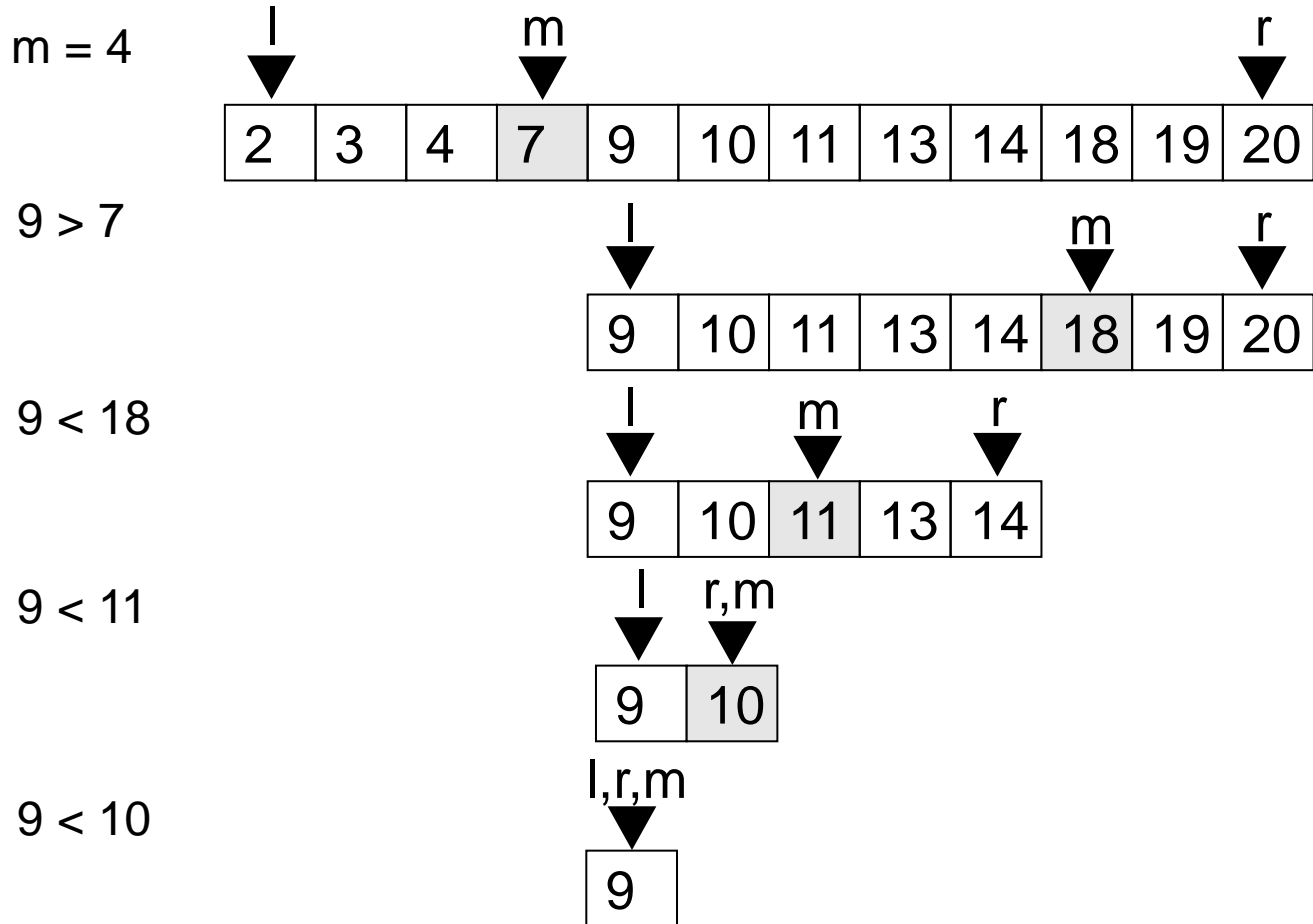 l m r
m = 4
2 3 4 7 9 10 11 13 14 18 19 20
9 > 7
l m r
9 10 11 13 14 18 19 20
9 < 18
l m r
9 10 11 13 14
9 < 11
l r,m
9 10
l,r,m
9 < 10
9